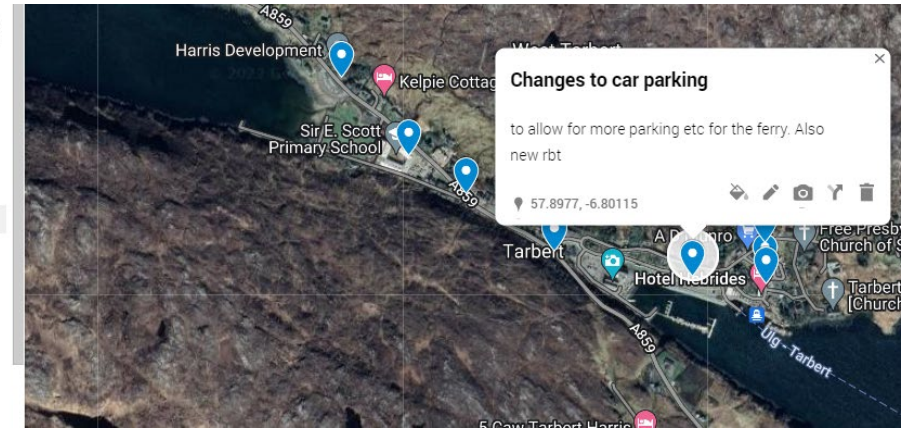 A859
Harris Development
© 2022
Kelpie Cottag
West Tarbert
Changes to car parking
to allow for more parking etc for the ferry. Also
new rbt
57.8977, -6.80115
Sir E. Scott
Primary School
A859
Tarbert
Free Presby
Church of S
Hotel Hebrides
Tarbert
[Church
A859
Uig - Tarbert
5 Caw Tarbert Harris